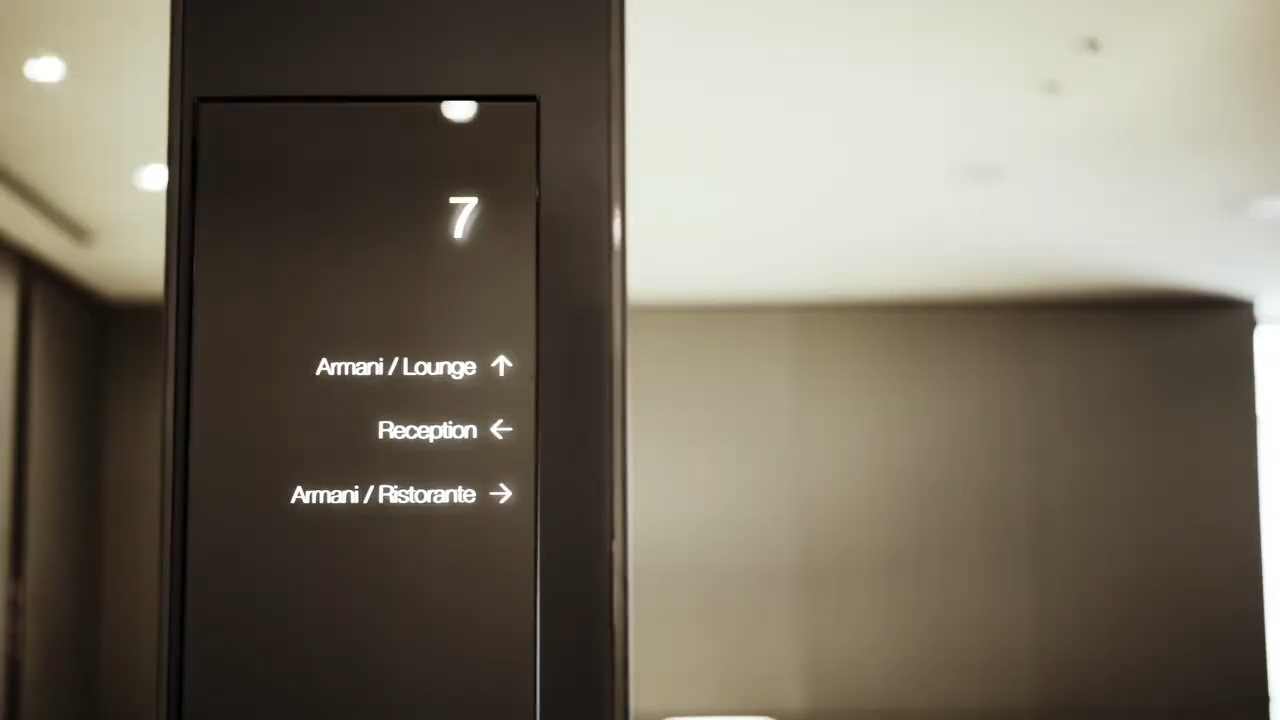 7
Armani / Lounge ↑
Reception ←
Armani / Ristorante →